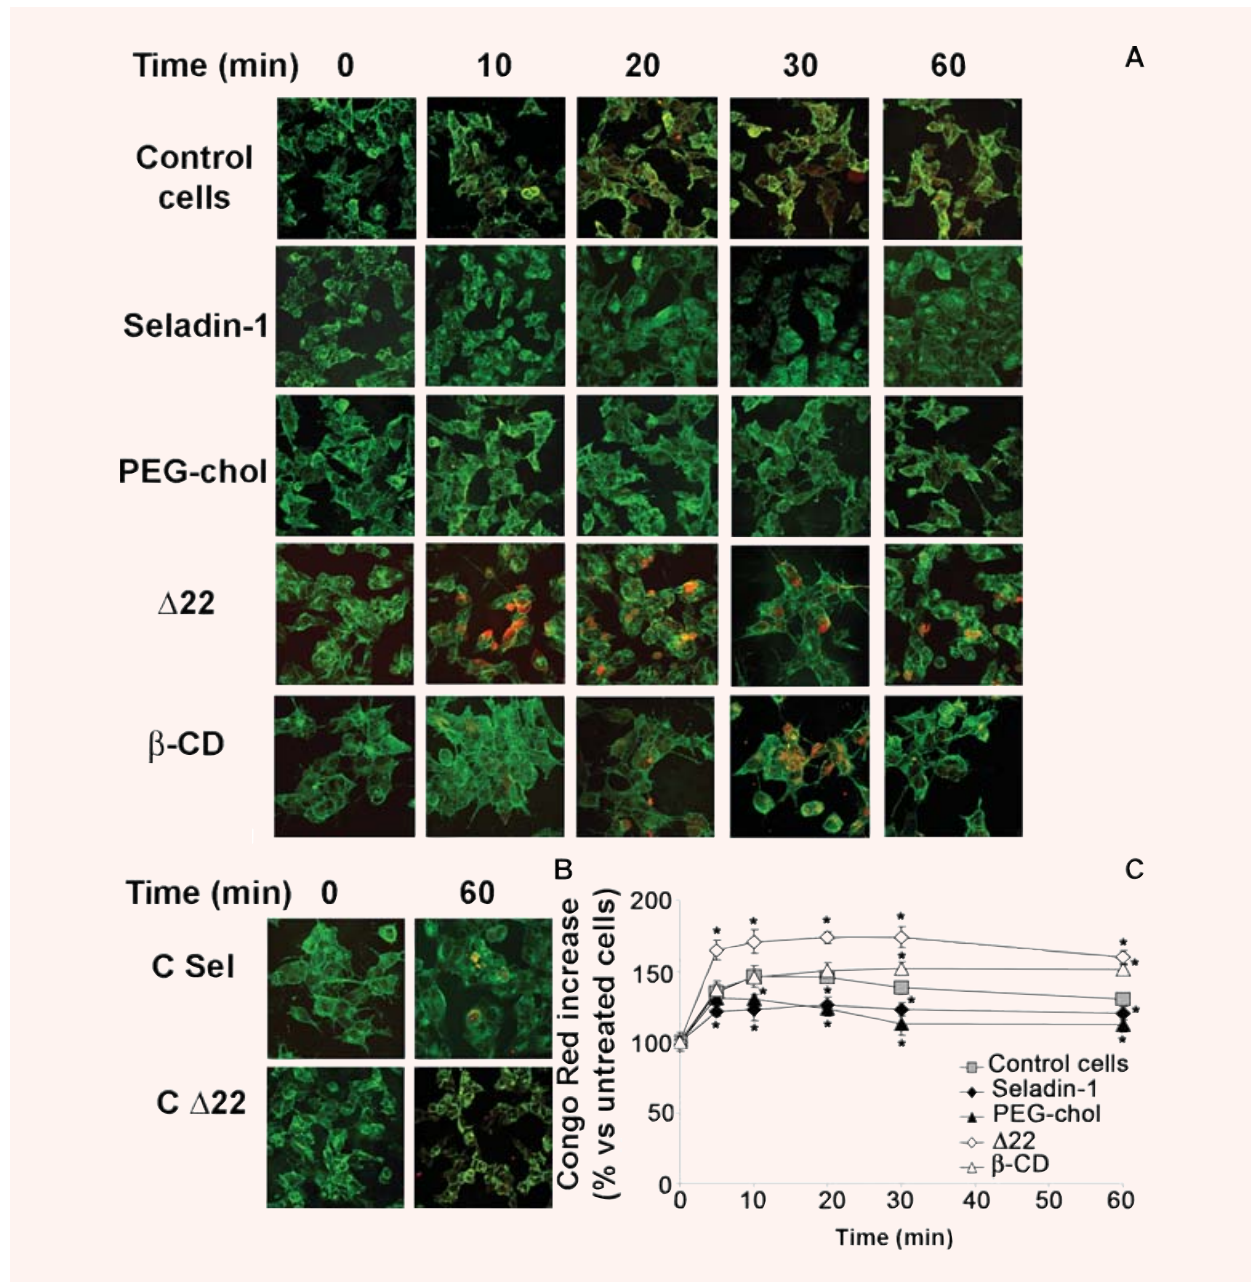 Time (min) 0 10 20 30 60 A
Control
cells
Seladin-1
PEG-chol
Δ22
β-CD
Time (min) 0 60 B
C Sel
C Δ22
C
Congo Red increase
(% vs untreated cells)
200
150
100
50
0
* * * * *
* *
* * *
* *
* * * * *
Control cells
Seladin-1
PEG-chol
Δ22
β-CD
0 10 20 30 40 50 60
Time (min)